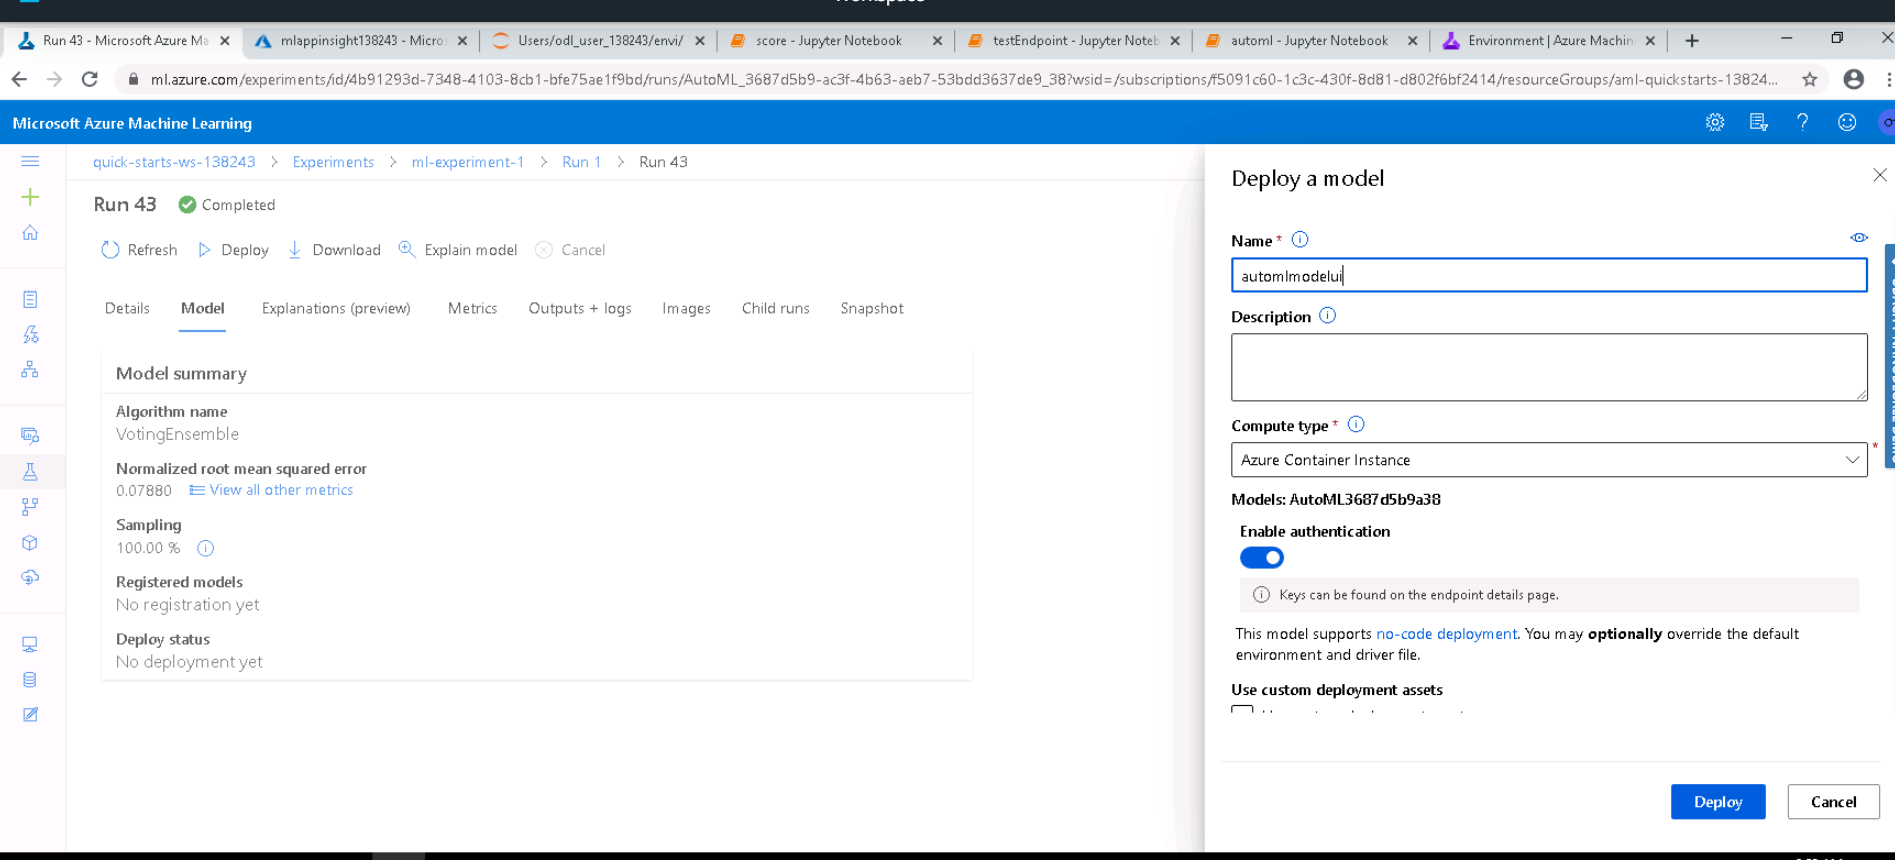 Run 43 - Microsoft Azure Ma
mlappinsight138243 - Micros
Users/odl_user_138243/envi/
score - Jupyter Notebook
testEndpoint - Jupyter Noteb
automl - Jupyter Notebook
Environment | Azure Machin
ml.azure.com/experiments/id/4b91293d-7348-4103-8cb1-bfe75ae1f9bd/runs/AutoML_3687d5b9-ac3f-4b63-aeb7-53bdd3637de9_38?wsid=/subscriptions/f5091c60-1c3c-430f-8d81-d802f6bf2414/resourceGroups/aml-quickstarts-13824...
Microsoft Azure Machine Learning
quick-starts-ws-138243 > Experiments > ml-experiment-1 > Run 1 > Run 43
Run 43 Completed
Refresh Deploy Download Explain model Cancel
Details Model Explanations (preview) Metrics Outputs + logs Images Child runs Snapshot
Model summary
Algorithm name
VotingEnsemble
Normalized root mean squared error
0.07880 View all other metrics
Sampling
100.00 %
Registered models
No registration yet
Deploy status
No deployment yet
Deploy a model
Name *
automlmodelui
Description
Compute type *
Azure Container Instance
*
Models: AutoML3687d5b9a38
Enable authentication
Keys can be found on the endpoint details page.
This model supports no-code deployment. You may optionally override the default
environment and driver file.
Use custom deployment assets
Deploy Cancel